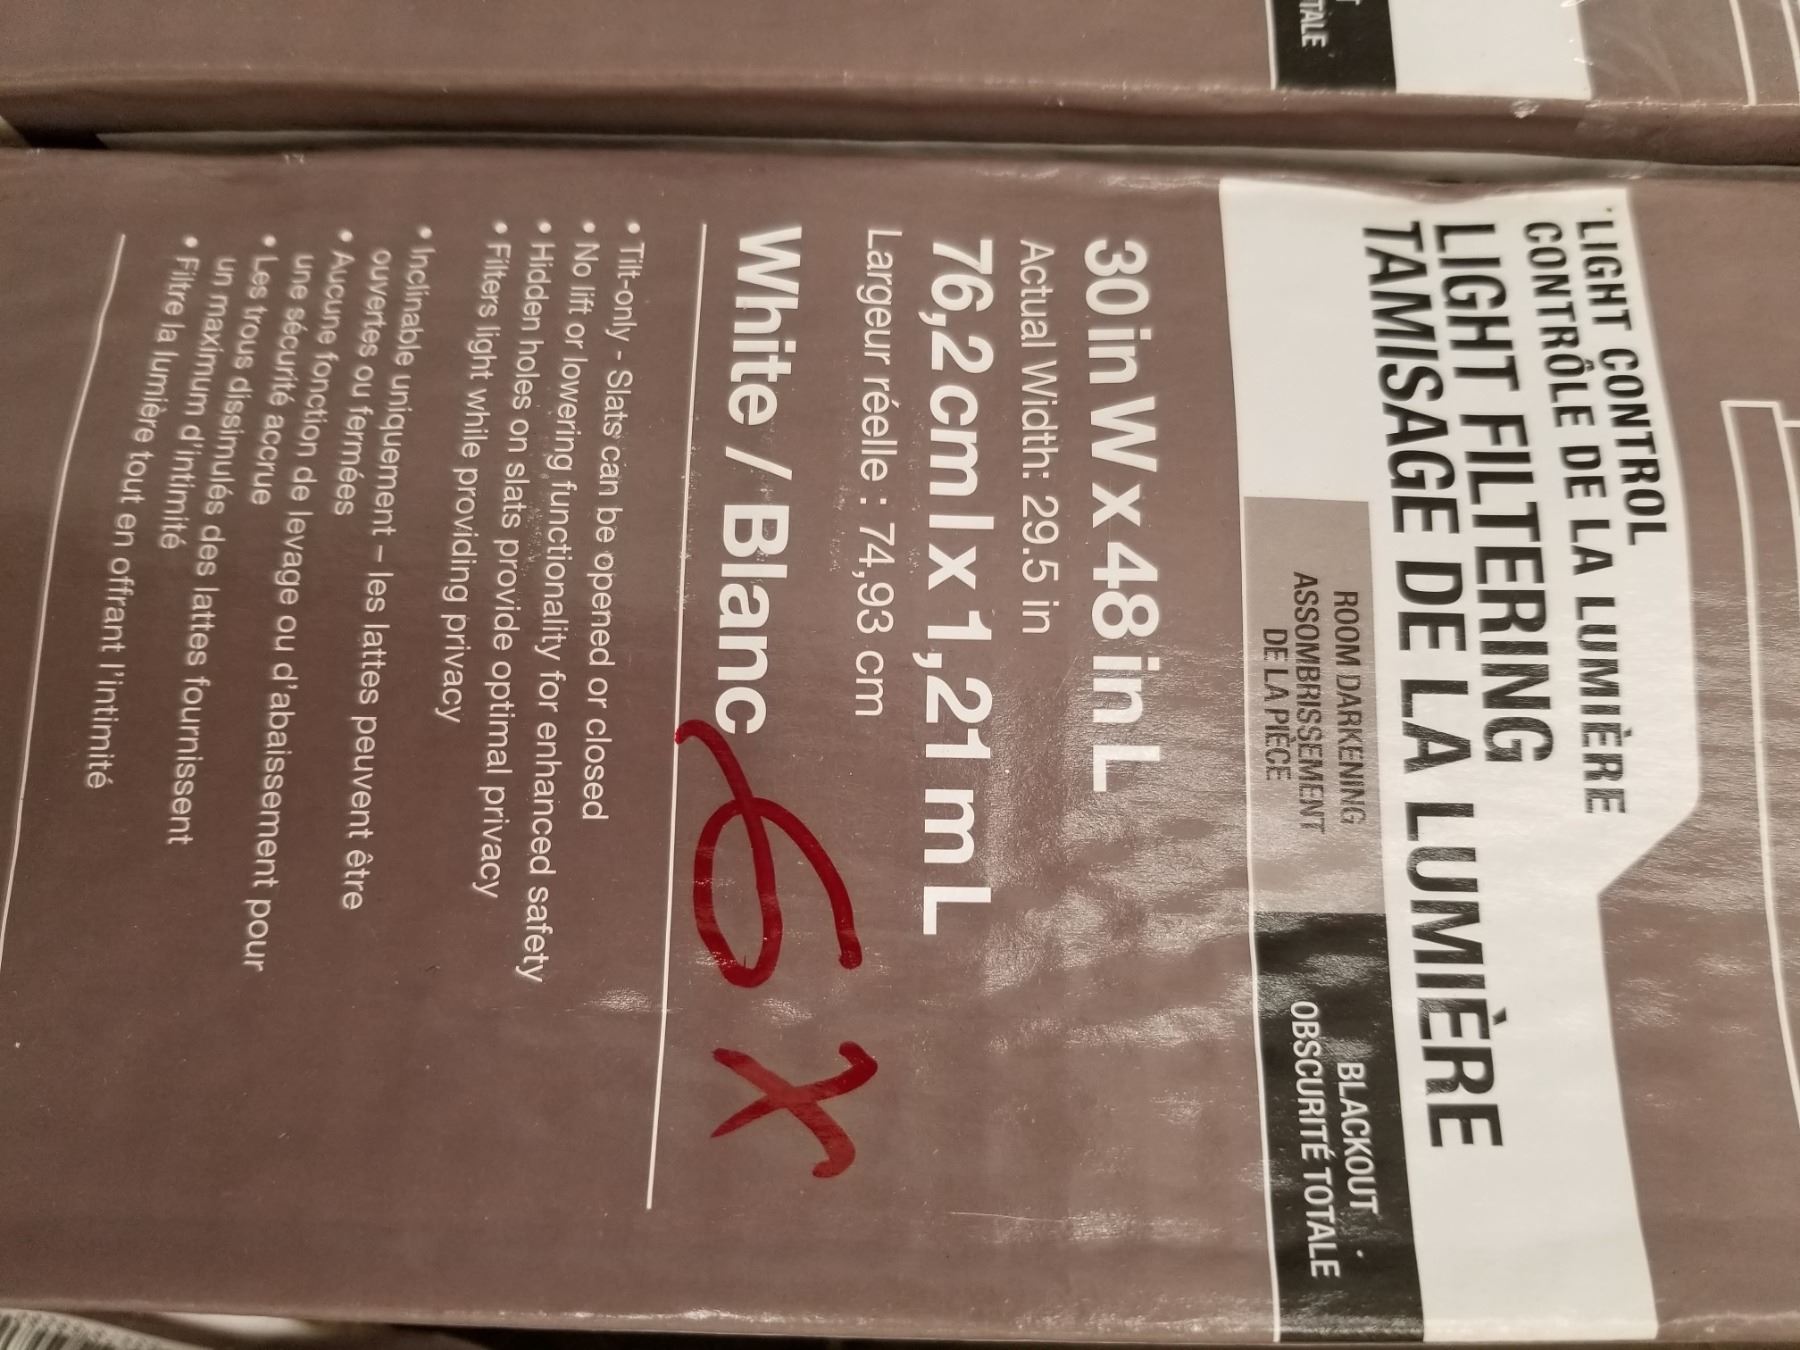 TALE
LIGHT CONTROL
CONTRÔLE DE LA LUMIÈRE
LIGHT FILTERING
TAMISAGE DE LA LUMIÈRE
ROOM DARKENING
ASSOMBRISSEMENT
DE LA PIÈCE
BLACKOUT
OBSCURITÉ TOTALE
30 in W x 48 in L
Actual Width: 29.5 in
76,2 cm l x 1,21 m L
Largeur réelle : 74,93 cm
White / Blanc
6 x
• Tilt-only - Slats can be opened or closed
• No lift or lowering functionality for enhanced safety
• Hidden holes on slats provide optimal privacy
• Filters light while providing privacy
• Inclinable uniquement – les lattes peuvent être
ouvertes ou fermées
• Aucune fonction de levage ou d'abaissement pour
une sécurité accrue
• Les trous dissimulés des lattes fournissent
un maximum d'intimité
• Filtre la lumière tout en offrant l'intimité